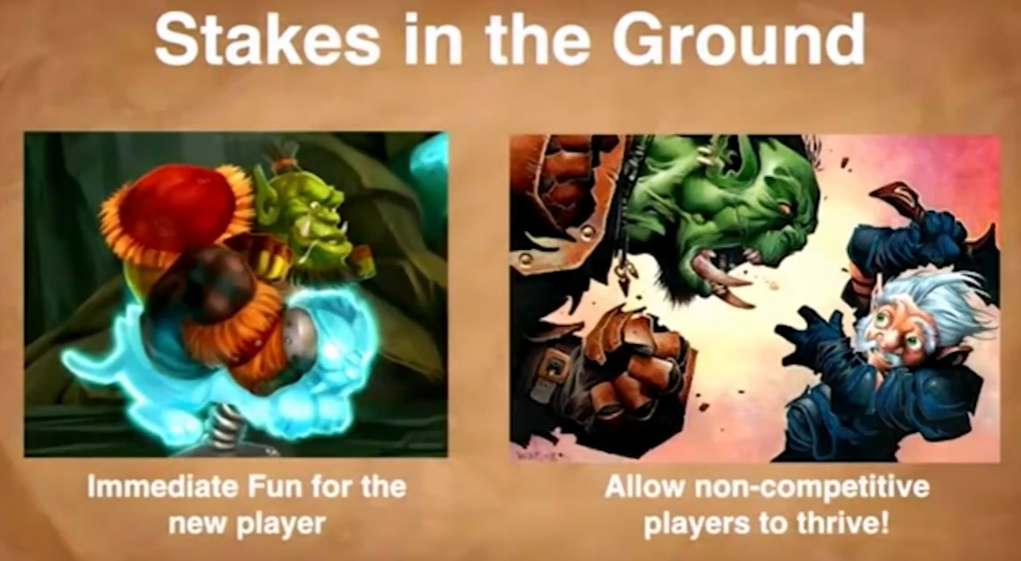 Stakes in the Ground
Immediate Fun for the
new player
Allow non-competitive
players to thrive!